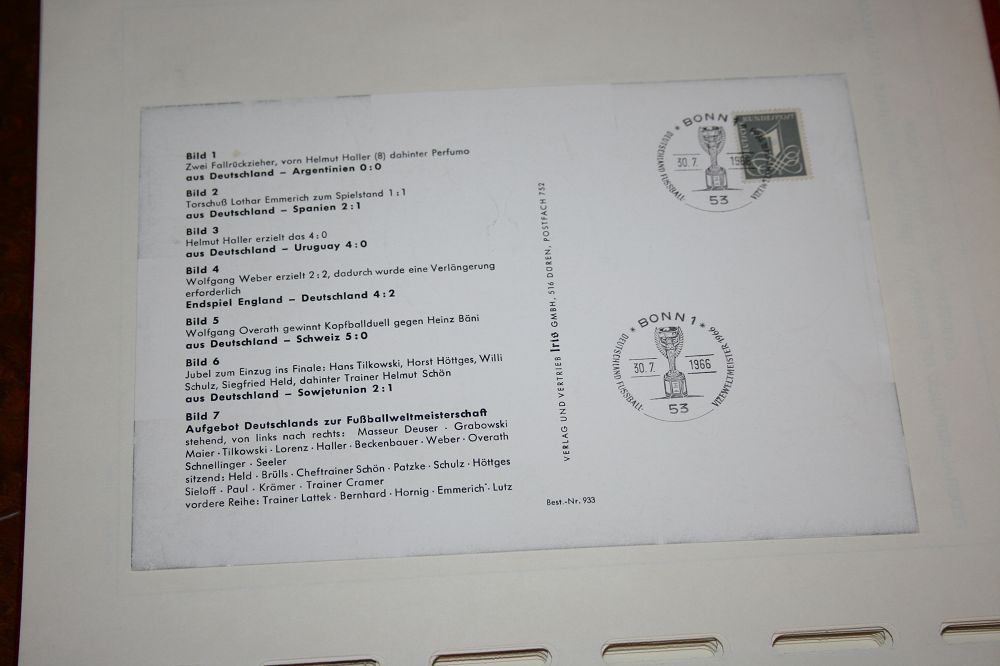 Bild 1
Zwei Fallrückzieher, vorn Helmut Haller (8) dahinter Perfumo
aus Deutschland – Argentinien 0:0
Bild 2
Torschuß Lothar Emmerich zum Spielstand 1:1
aus Deutschland – Spanien 2:1
Bild 3
Helmut Haller erzielt das 4:0
aus Deutschland – Uruguay 4:0
Bild 4
Wolfgang Weber erzielt 2:2, dadurch wurde eine Verlängerung
erforderlich
Endspiel England – Deutschland 4:2
Bild 5
Wolfgang Overath gewinnt Kopfballduell gegen Heinz Bäni
aus Deutschland – Schweiz 5:0
Bild 6
Jubel zum Einzug ins Finale: Hans Tilkowski, Horst Höttges, Willi
Schulz, Siegfried Held, dahinter Trainer Helmut Schön
aus Deutschland – Sowjetunion 2:1
Bild 7
Aufgebot Deutschlands zur Fußballweltmeisterschaft
stehend, von links nach rechts: Masseur Deuser · Grabowski
Maier · Tilkowski · Lorenz · Haller · Beckenbauer · Weber · Overath
Schnellinger · Seeler
sitzend: Held · Brülls · Cheftrainer Schön · Patzke · Schulz · Höttges
Sieloff · Paul · Krämer · Trainer Cramer
vordere Reihe: Trainer Lattek · Bernhard · Hornig · Emmerich · Lutz
VERLAG UND VERTRIEB Iris GMBH, 516 DÜREN, POSTFACH 752
Best.-Nr. 933
* BONN 1
DEUTSCHLAND FUSSBALL-
30.7. 1966
53
BUNDESPOST
1
* BONN 1 *
DEUTSCHLAND FUSSBALL-
VIZEWELTMEISTER 1966
30.7. 1966
53